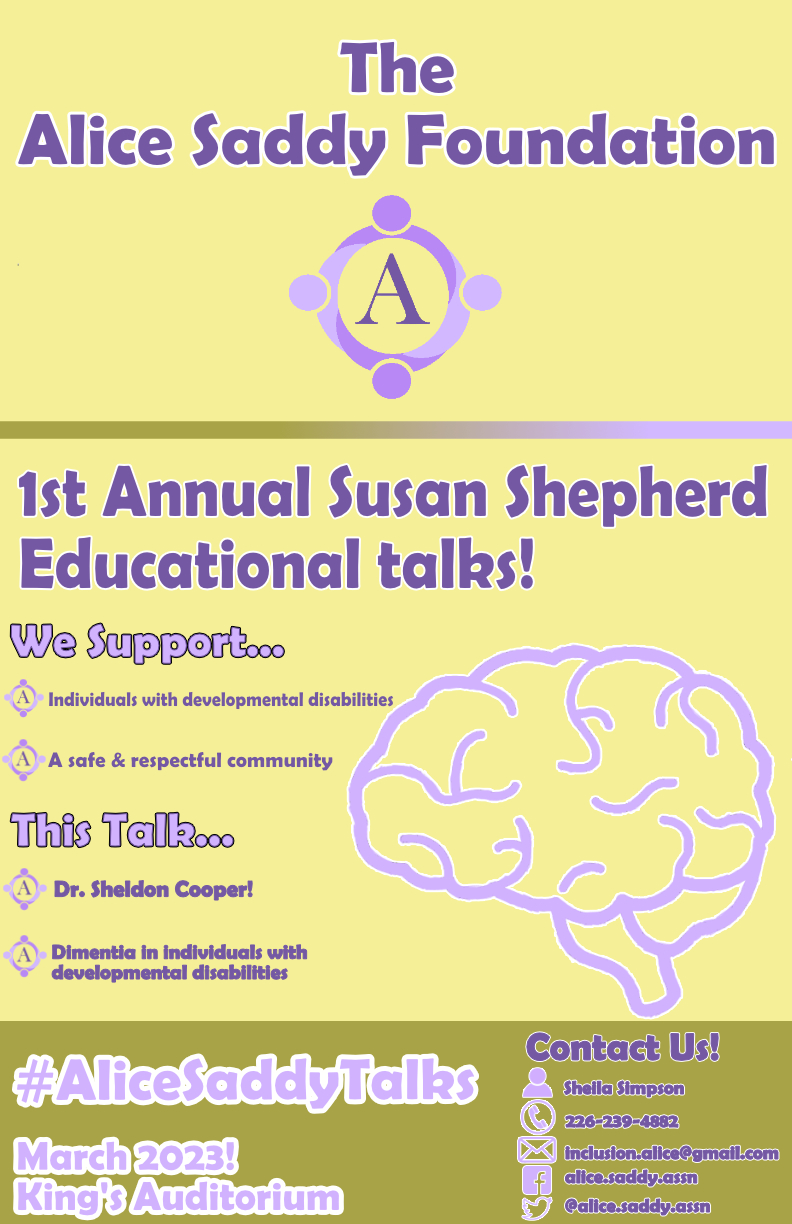 The
Alice Saddy Foundation
A
1st Annual Susan Shepherd
Educational talks!
We Support...
A Individuals with developmental disabilities
A A safe & respectful community
This Talk...
A Dr. Sheldon Cooper!
A Dimentia in individuals with
developmental disabilities
#AliceSaddyTalks
March 2023!
King's Auditorium
Contact Us!
Sheila Simpson
226-239-4882
inclusion.alice@gmail.com
alice.saddy.assn
@alice.saddy.assn